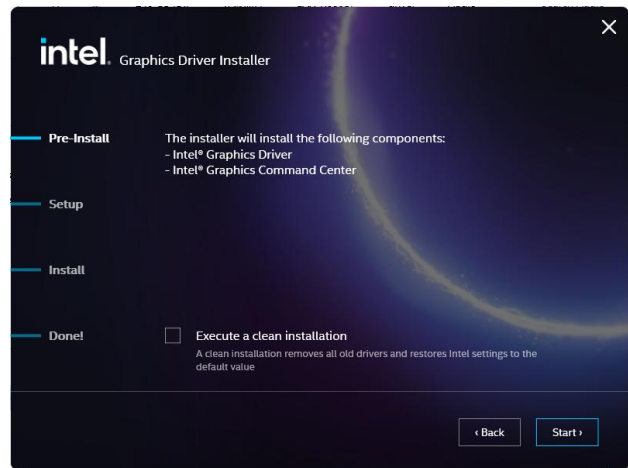 intel. Graphics Driver Installer
Pre-Install
The installer will install the following components:
- Intel® Graphics Driver
- Intel® Graphics Command Center
Setup
Install
Done!
Execute a clean installation
A clean installation removes all old drivers and restores Intel settings to the
default value
‹ Back
Start ›